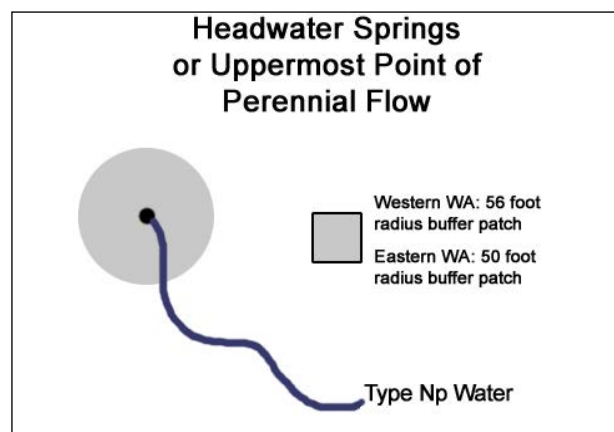 Headwater Springs
or Uppermost Point of
Perennial Flow
Western WA: 56 foot
radius buffer patch
Eastern WA: 50 foot
radius buffer patch
Type Np Water